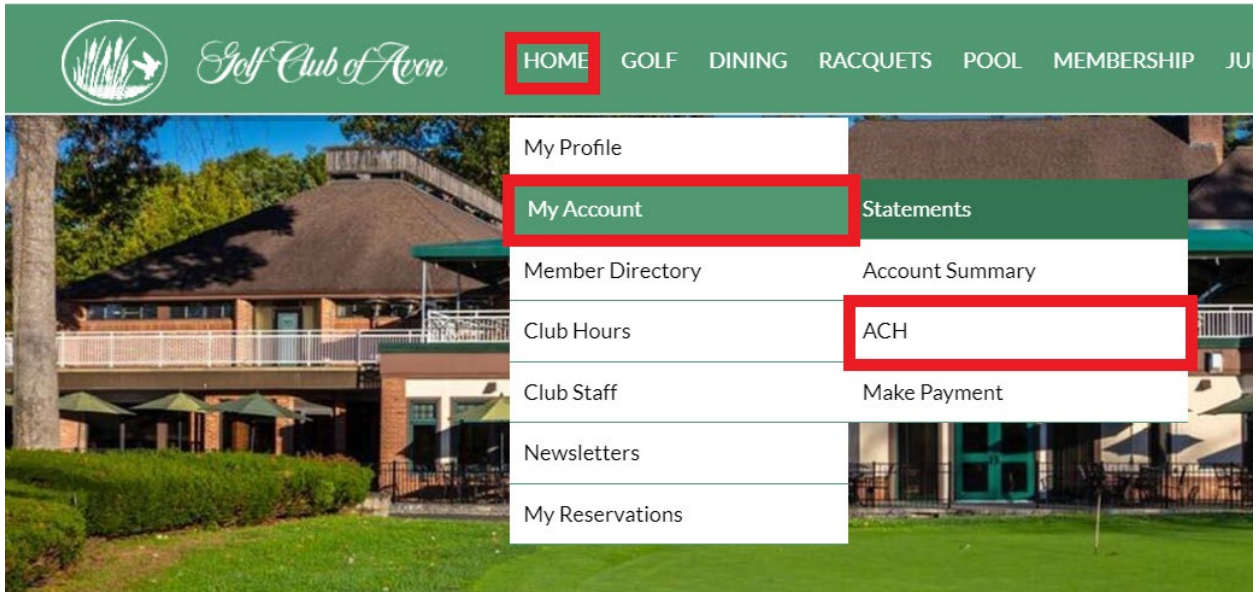 Golf Club of Avon
HOME GOLF DINING RACQUETS POOL MEMBERSHIP
My Profile
My Account
Member Directory
Club Hours
Club Staff
Newsletters
My Reservations
Statements
Account Summary
ACH
Make Payment